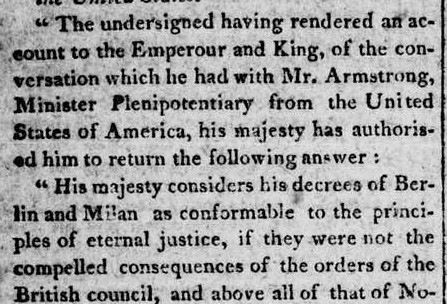 “ The undersigned having rendered an ac-
count to the Emperour and King, of the con-
versation which he had with Mr. Armstrong,
Minister Plenipotentiary from the United
States of America, his majesty has authoris-
ed him to return the following answer :
“ His majesty considers his decrees of Ber-
lin and Milan as conformable to the princi-
ples of eternal justice, if they were not the
compelled consequences of the orders of the
British council, and above all of that of No-